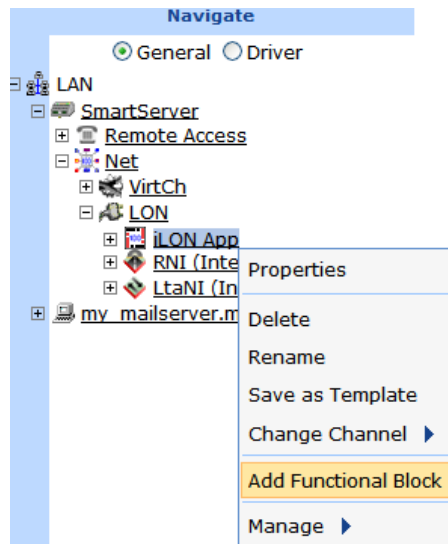 Navigate
General Driver
LAN
SmartServer
Remote Access
Net
VirtCh
LON
iLON App
RNI (Inte
LtaNI (In
my_mailserver.m
Properties
Delete
Rename
Save as Template
Change Channel
Add Functional Block
Manage